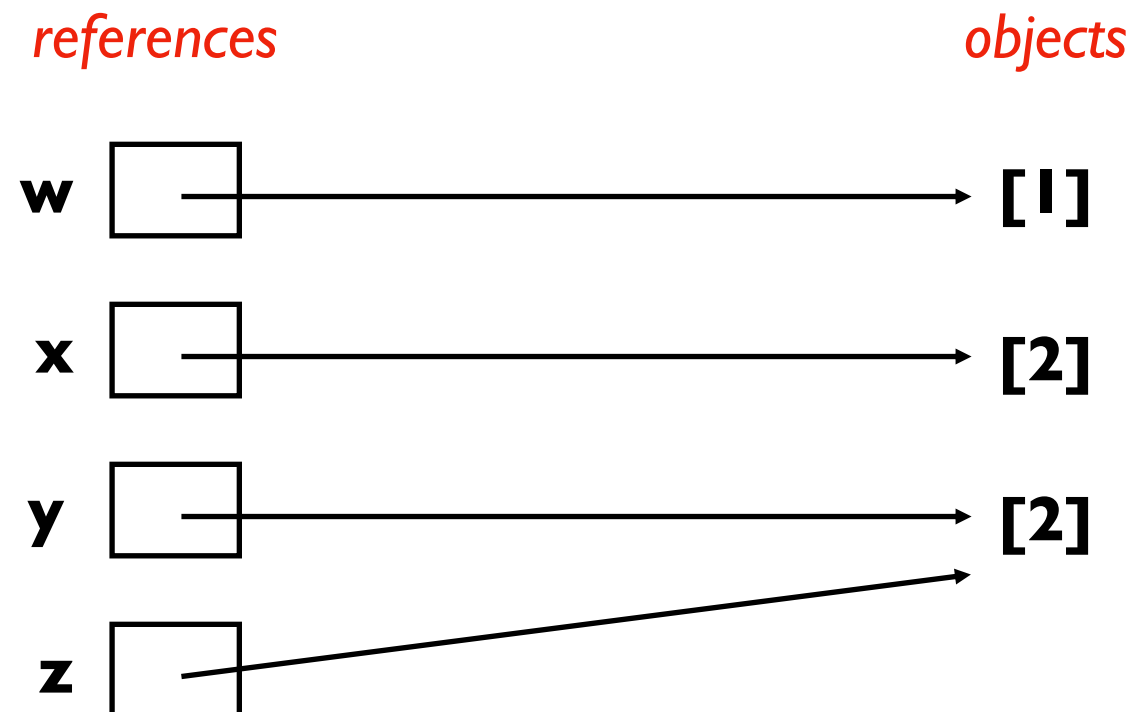 references objects
w [1]
x [2]
y [2]
z